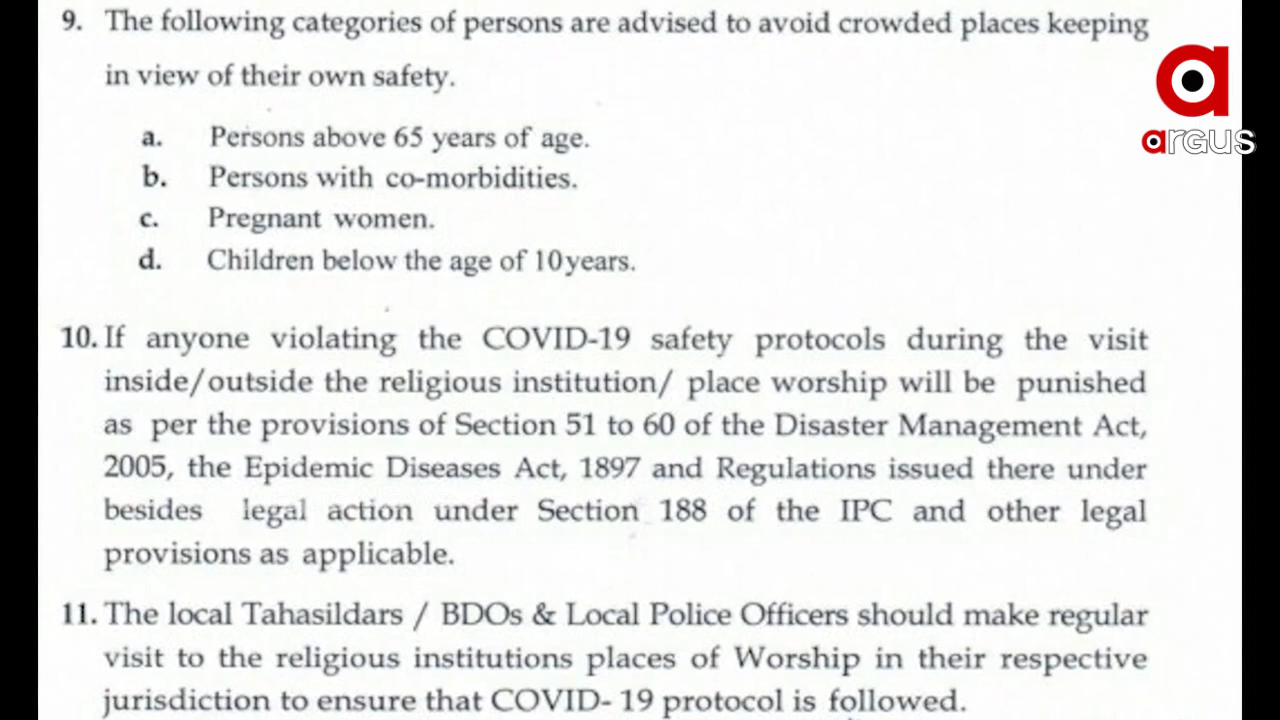 9. The following categories of persons are advised to avoid crowded places keeping
in view of their own safety.
a. Persons above 65 years of age.
b. Persons with co-morbidities.
c. Pregnant women.
d. Children below the age of 10years.
10. If anyone violating the COVID-19 safety protocols during the visit
inside/outside the religious institution/ place worship will be punished
as per the provisions of Section 51 to 60 of the Disaster Management Act,
2005, the Epidemic Diseases Act, 1897 and Regulations issued there under
besides legal action under Section 188 of the IPC and other legal
provisions as applicable.
11. The local Tahasildars / BDOs & Local Police Officers should make regular
visit to the religious institutions places of Worship in their respective
jurisdiction to ensure that COVID- 19 protocol is followed.
a
argus